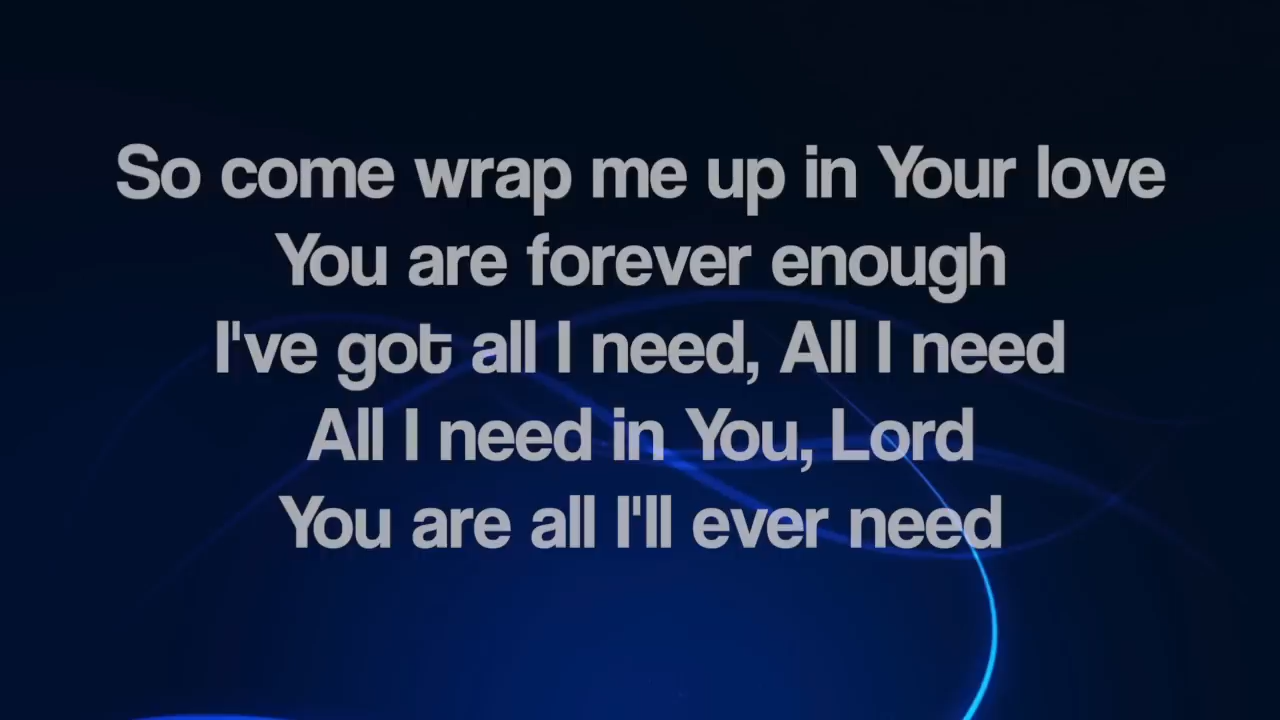 So come wrap me up in Your love
You are forever enough
I've got all I need, All I need
All I need in You, Lord
You are all I'll ever need